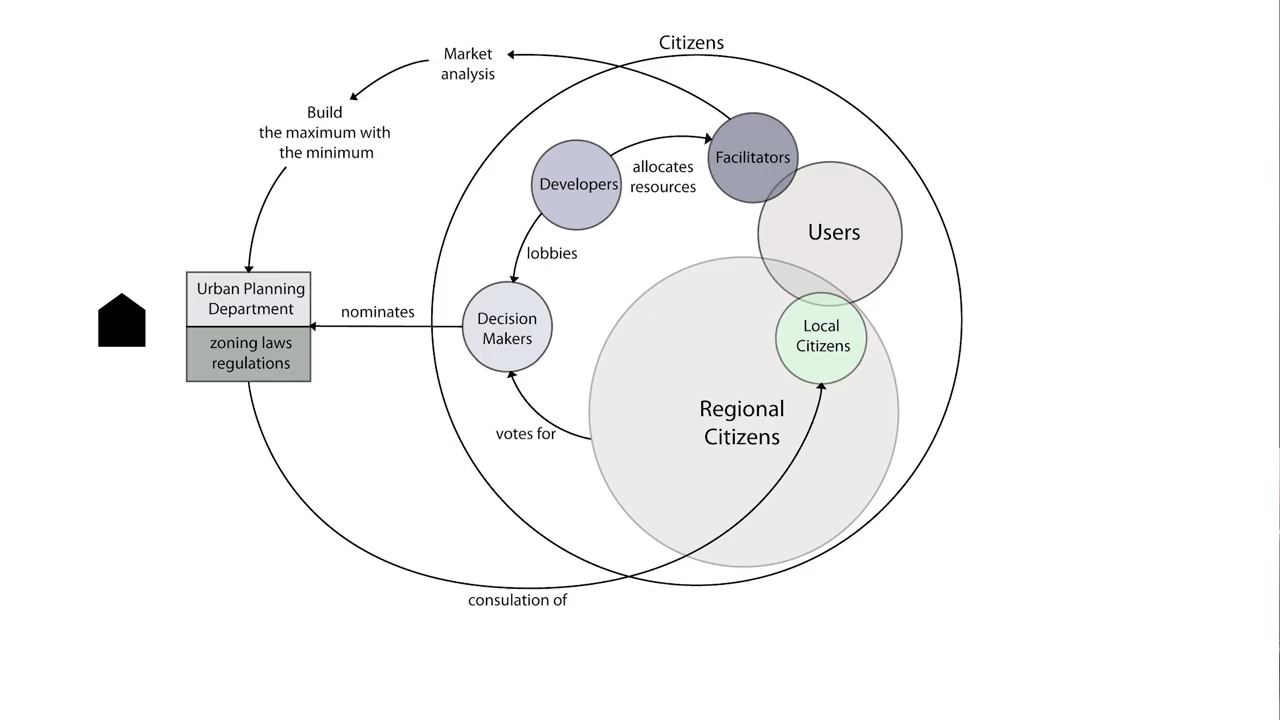 Citizens
Market
analysis
Build
the maximum with
the minimum
Facilitators
allocates
resources
Developers
Users
lobbies
Urban Planning
Department
nominates
Decision
Makers
Local
Citizens
zoning laws
regulations
Regional
Citizens
votes for
consulation of